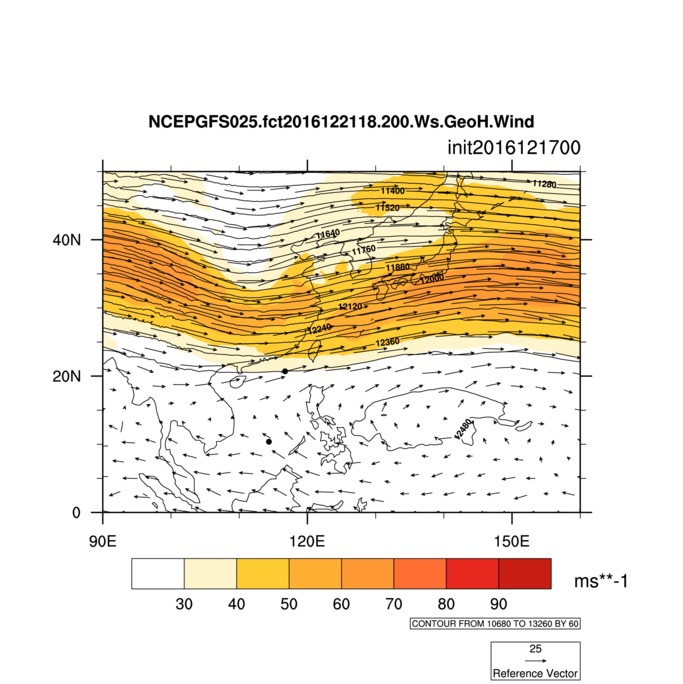 NCEPGFS025.fct2016122118.200.Ws.GeoH.Wind
init2016121700
11280
11400
11520
40N
11640
11760
11880
12000
12120
12240
12360
20N
12480
0
90E 120E 150E
ms**-1
30 40 50 60 70 80 90
CONTOUR FROM 10680 TO 13260 BY 60
25
Reference Vector